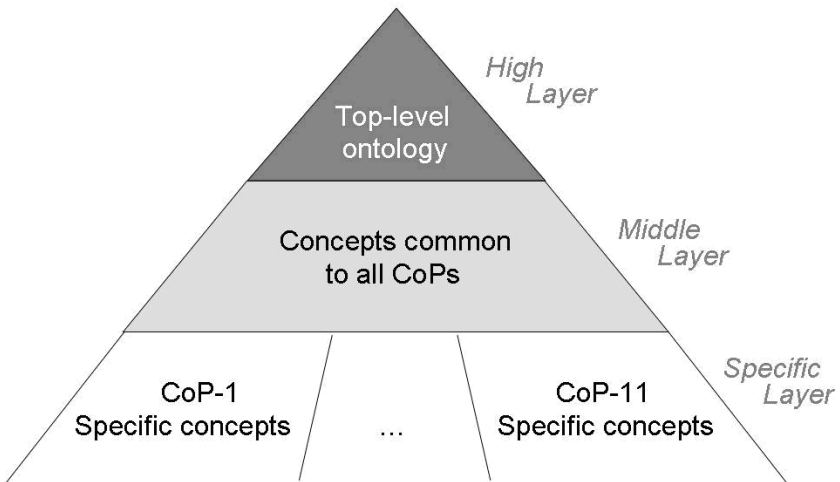 High
Layer
Top-level
ontology
Middle
Layer
Concepts common
to all CoPs
Specific
Layer
CoP-1
Specific concepts
...
CoP-11
Specific concepts